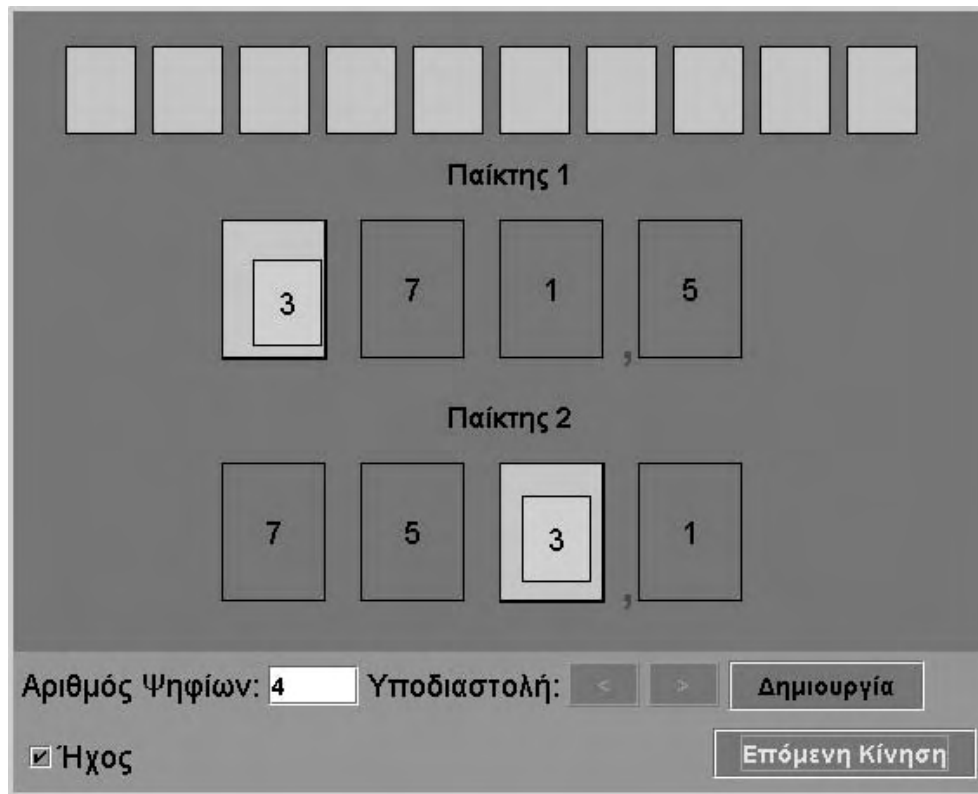 Παίκτης 1
3 7 1 , 5
Παίκτης 2
7 5 3 , 1
Αριθμός Ψηφίων: 4 Υποδιαστολή: < > Δημιουργία
Ήχος Επόμενη Κίνηση